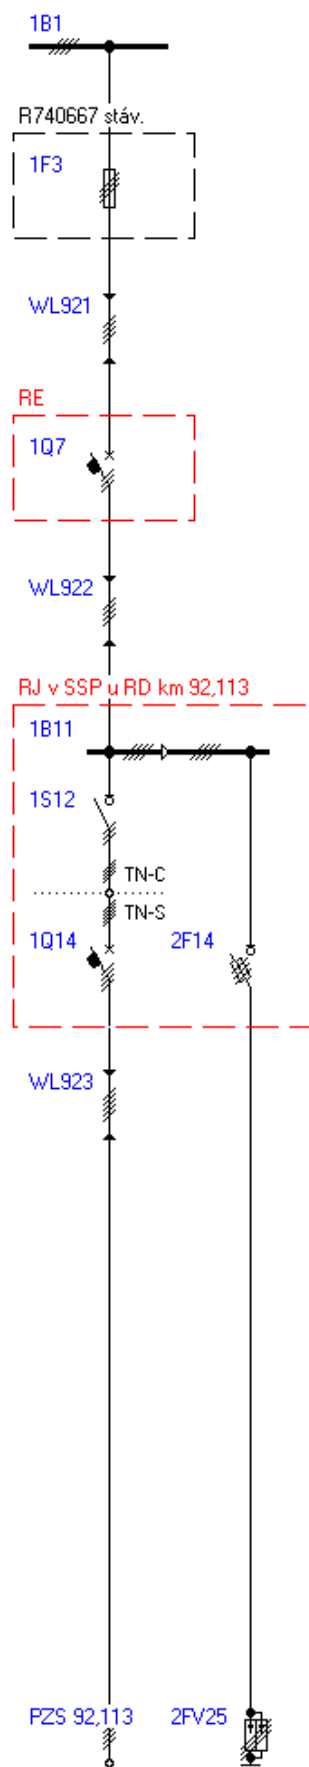 1B1
R740667 stáv.
1F3
WL921
RE
1Q7
WL922
RJ v SSP u RD km 92,113
1B11
1S12
TN-C
TN-S
1Q14
2F14
WL923
PZS 92,113
2FV25